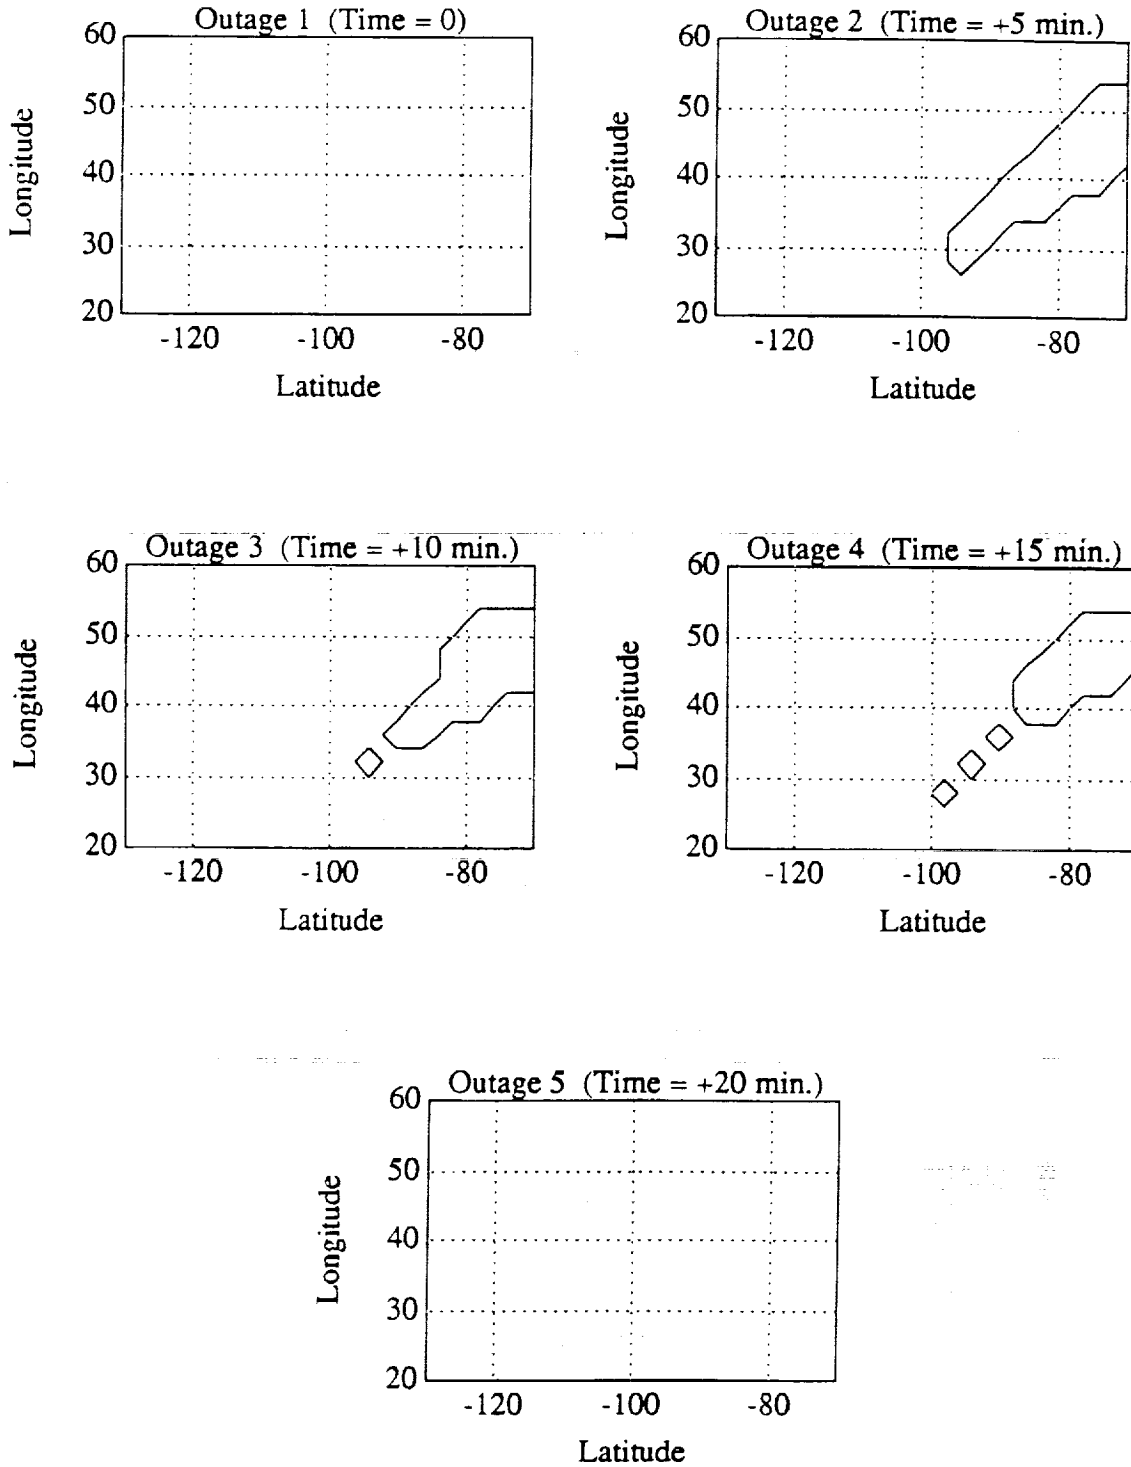 Outage 1 (Time = 0)
60
50
40
30
20
Longitude
-120 -100 -80
Latitude
Outage 2 (Time = +5 min.)
60
50
40
30
20
Longitude
-120 -100 -80
Latitude
Outage 3 (Time = +10 min.)
60
50
40
30
20
Longitude
-120 -100 -80
Latitude
Outage 4 (Time = +15 min.)
60
50
40
30
20
Longitude
-120 -100 -80
Latitude
Outage 5 (Time = +20 min.)
60
50
40
30
20
Longitude
-120 -100 -80
Latitude